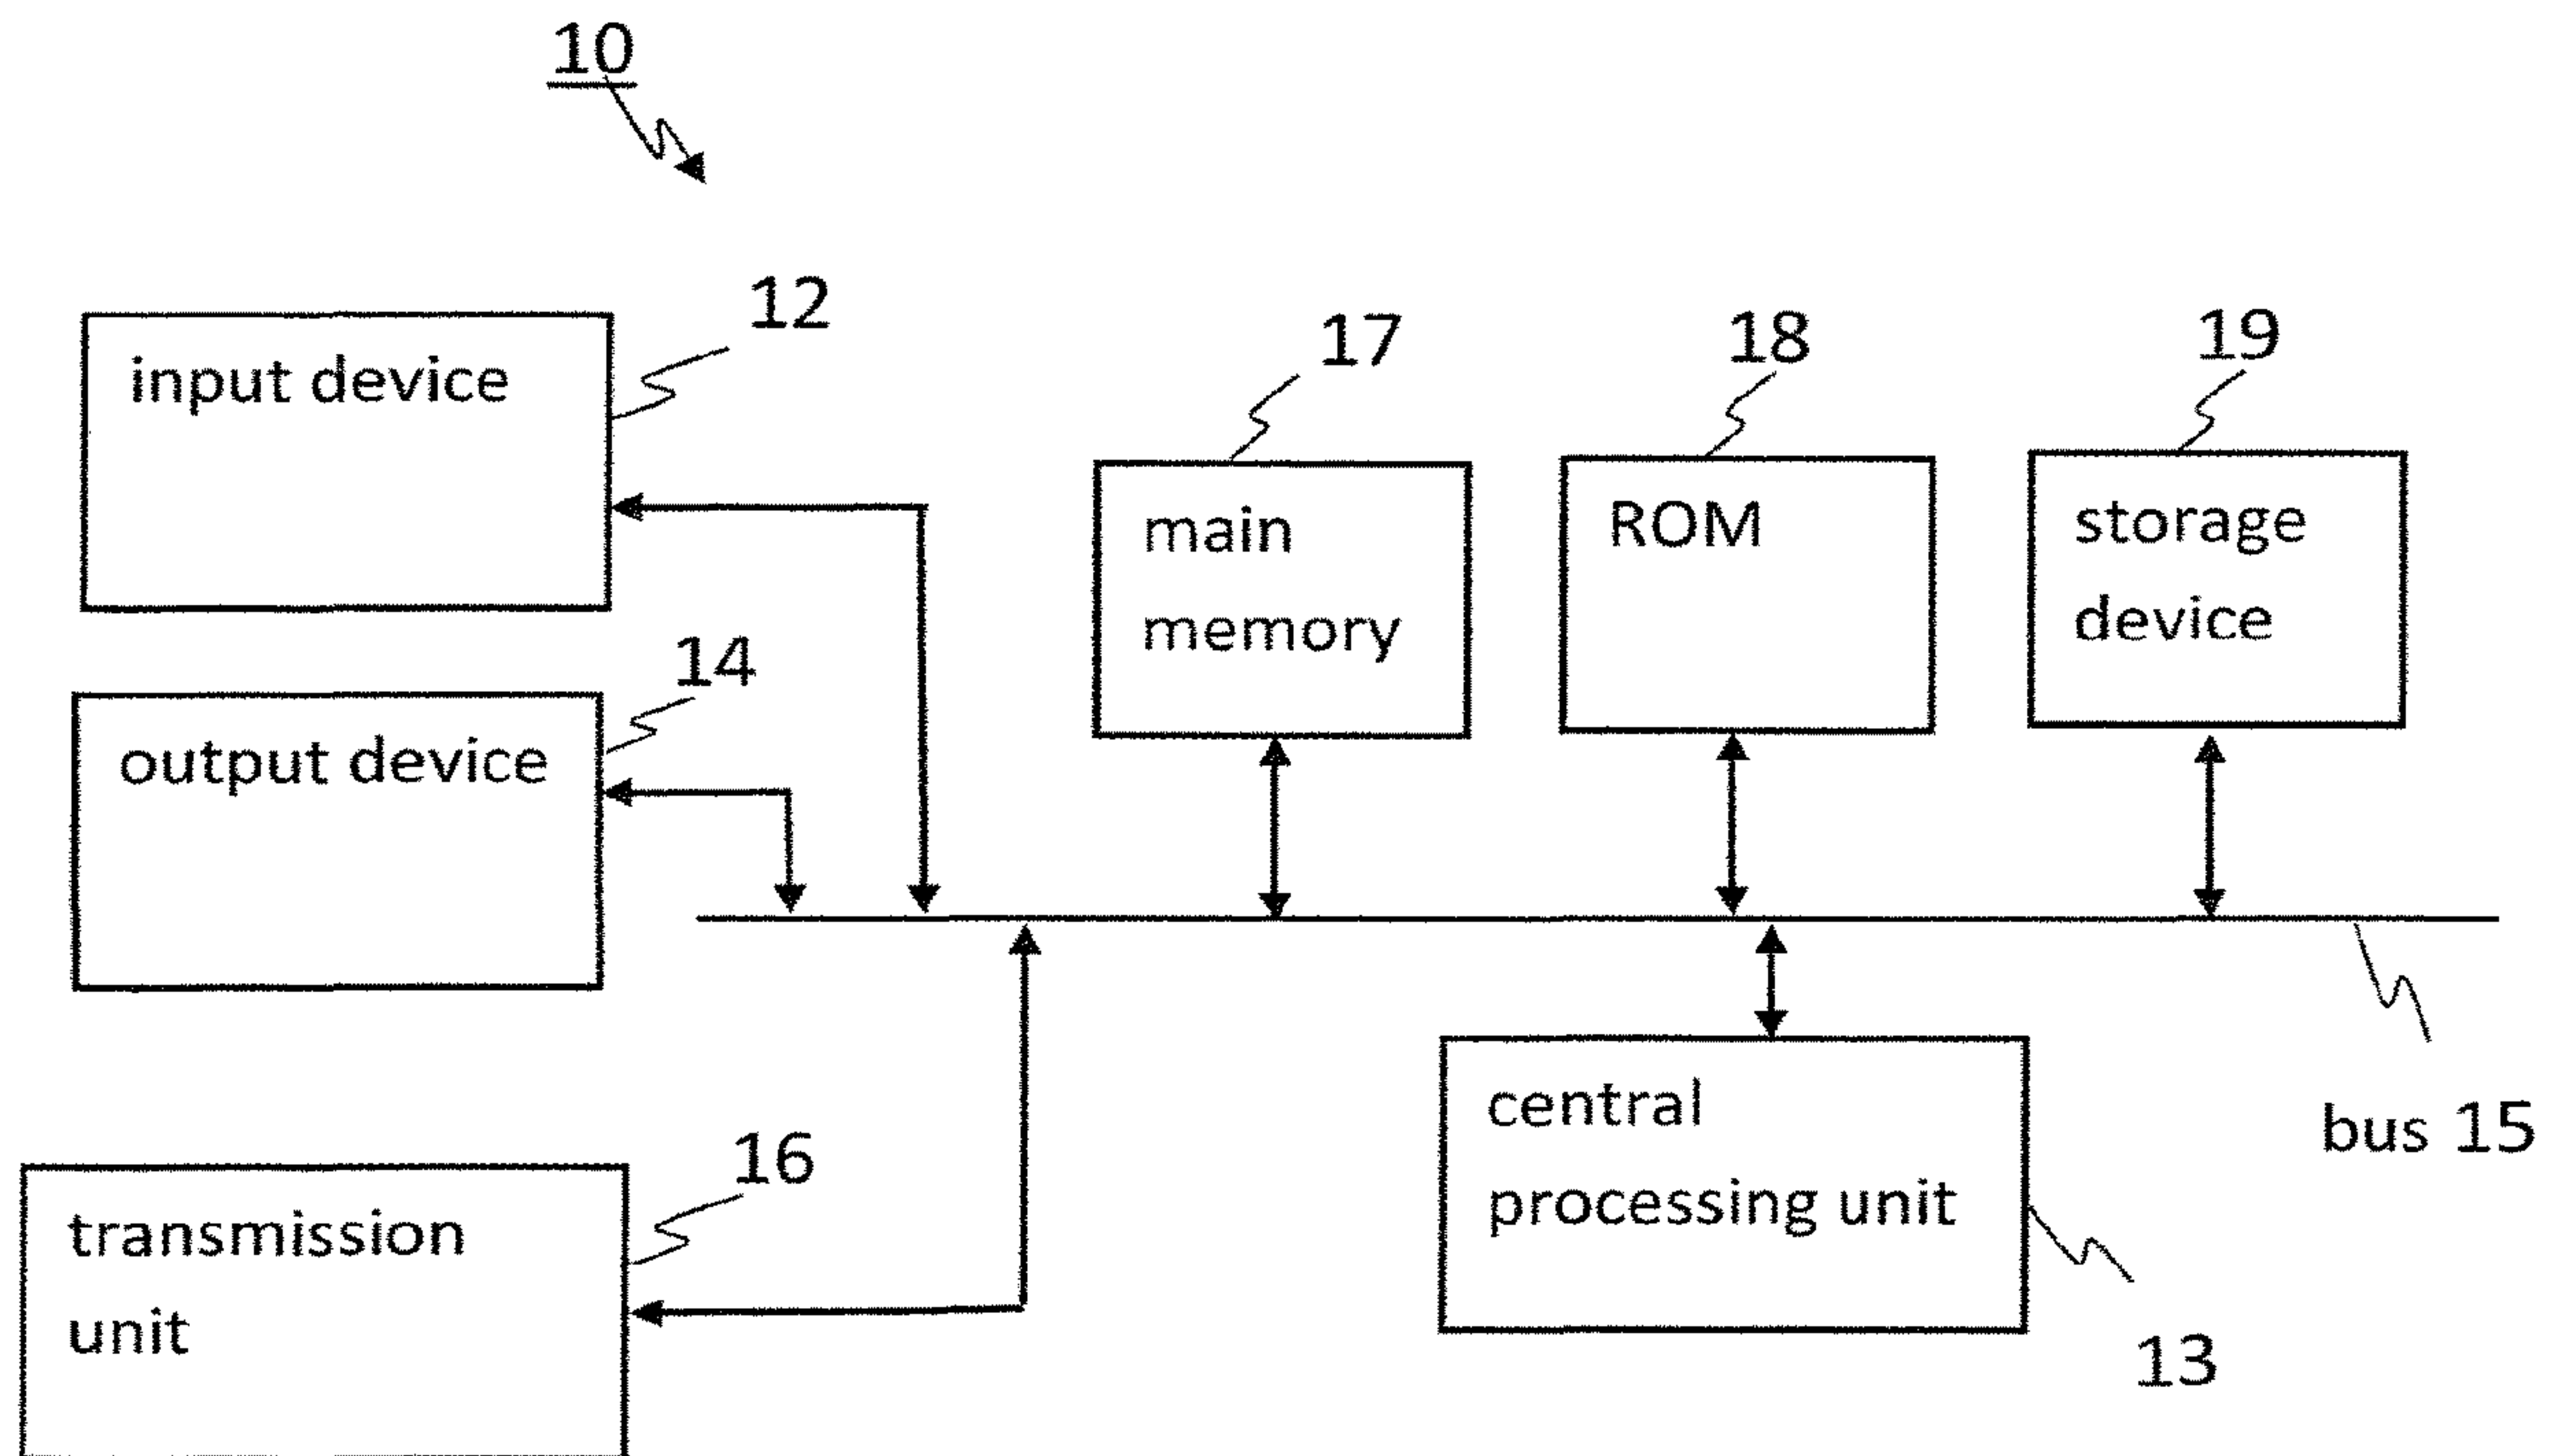 10
12
input device
17
18
19
main
memory
ROM
storage
device
14
output device
bus 15
central
processing unit
16
transmission
unit
13